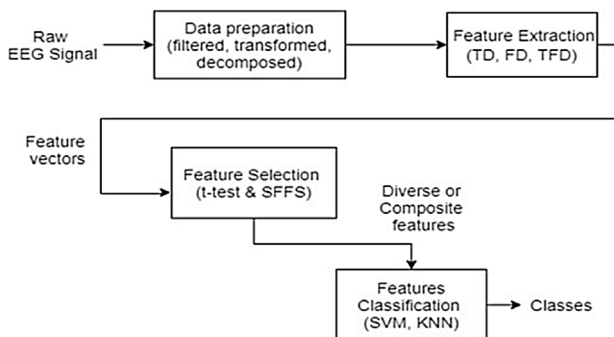 Raw
EEG Signal
Data preparation
(filtered, transformed,
decomposed)
Feature Extraction
(TD, FD, TFD)
Feature
vectors
Feature Selection
(t-test & SFFS)
Diverse or
Composite
features
Features
Classification
(SVM, KNN)
Classes